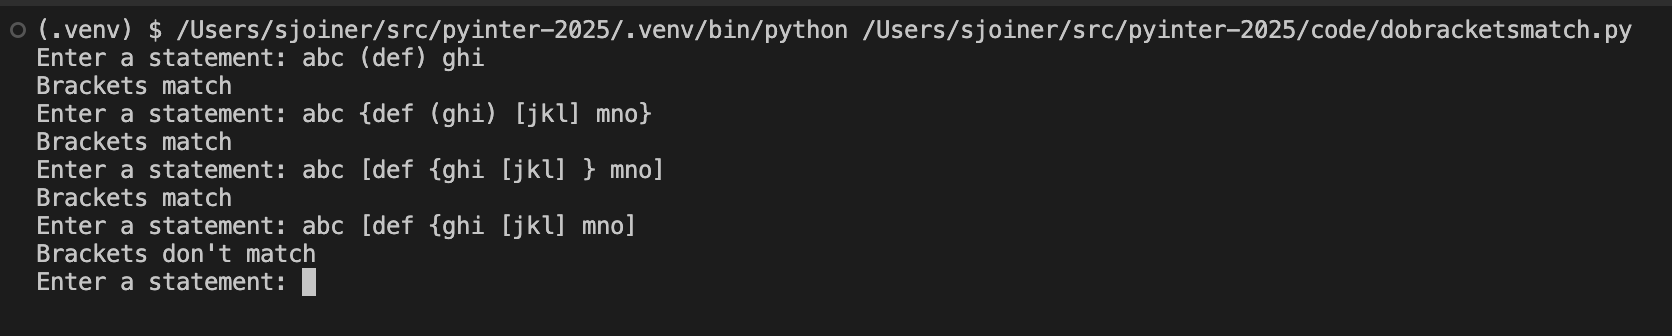 (.venv) $ /Users/sjoiner/src/pyinter-2025/.venv/bin/python /Users/sjoiner/src/pyinter-2025/code/dobracketsmatch.py
Enter a statement: abc (def) ghi
Brackets match
Enter a statement: abc {def (ghi) [jkl] mno}
Brackets match
Enter a statement: abc [def {ghi [jkl] } mno]
Brackets match
Enter a statement: abc [def {ghi [jkl] mno]
Brackets don't match
Enter a statement: